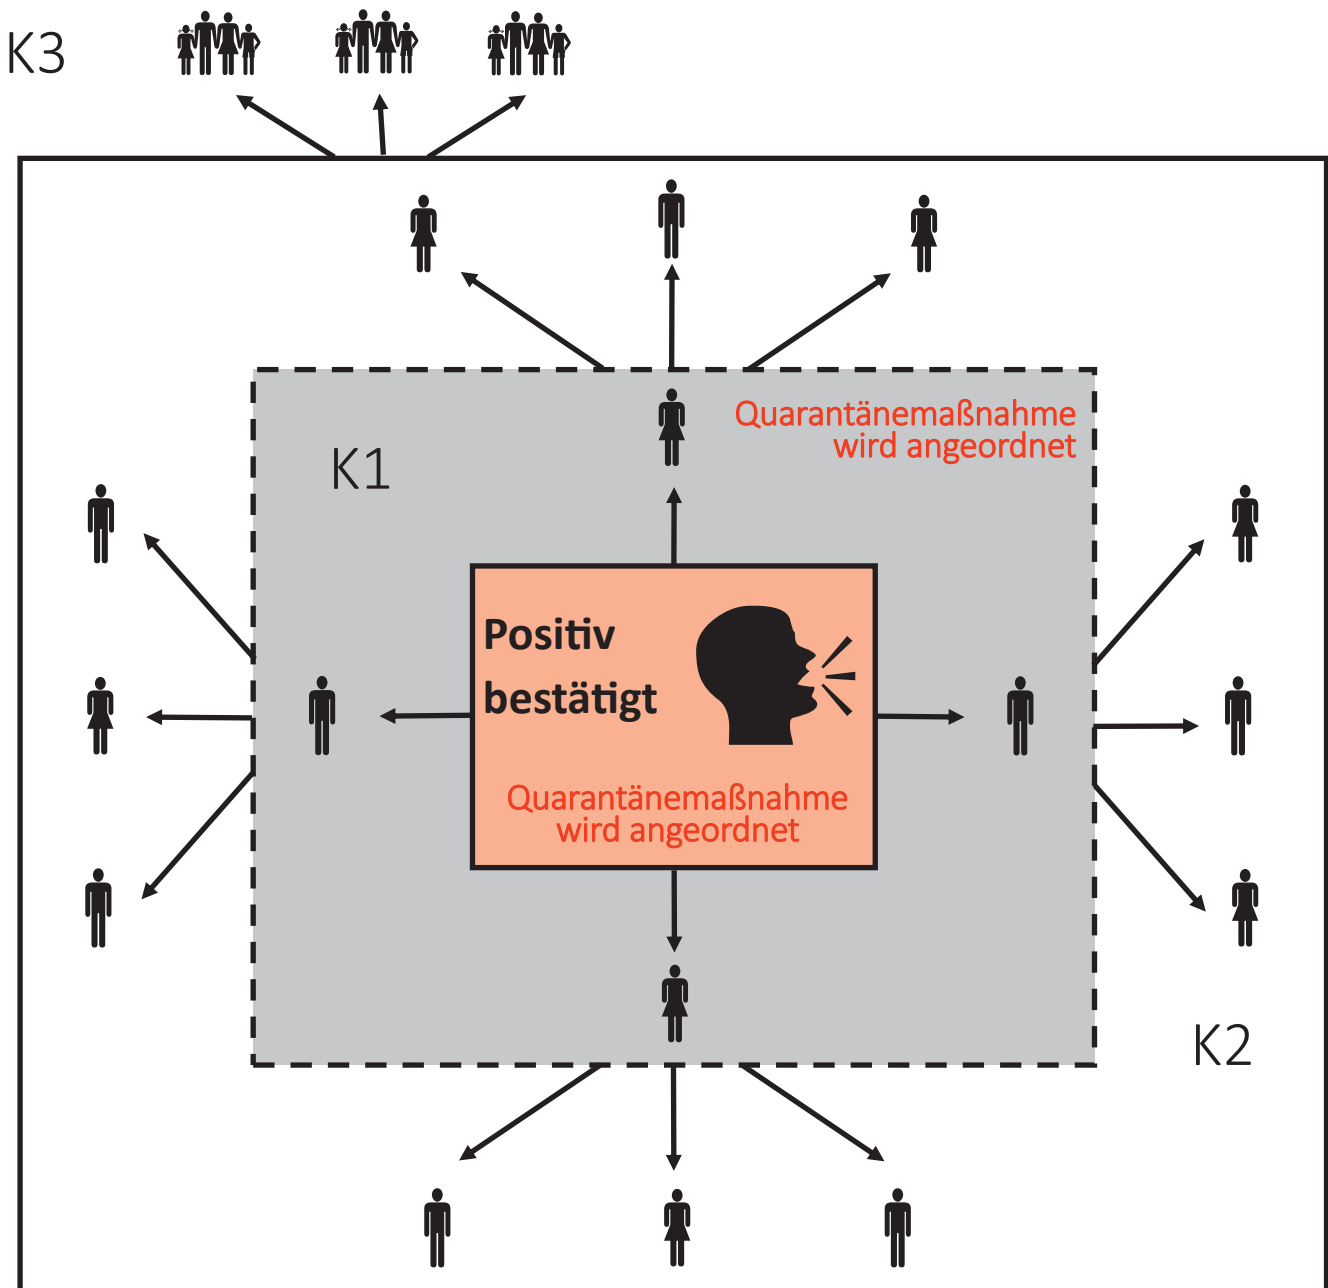 K3
Quarantänemaßnahme
wird angeordnet
K1
Positiv
bestätigt
Quarantänemaßnahme
wird angeordnet
K2